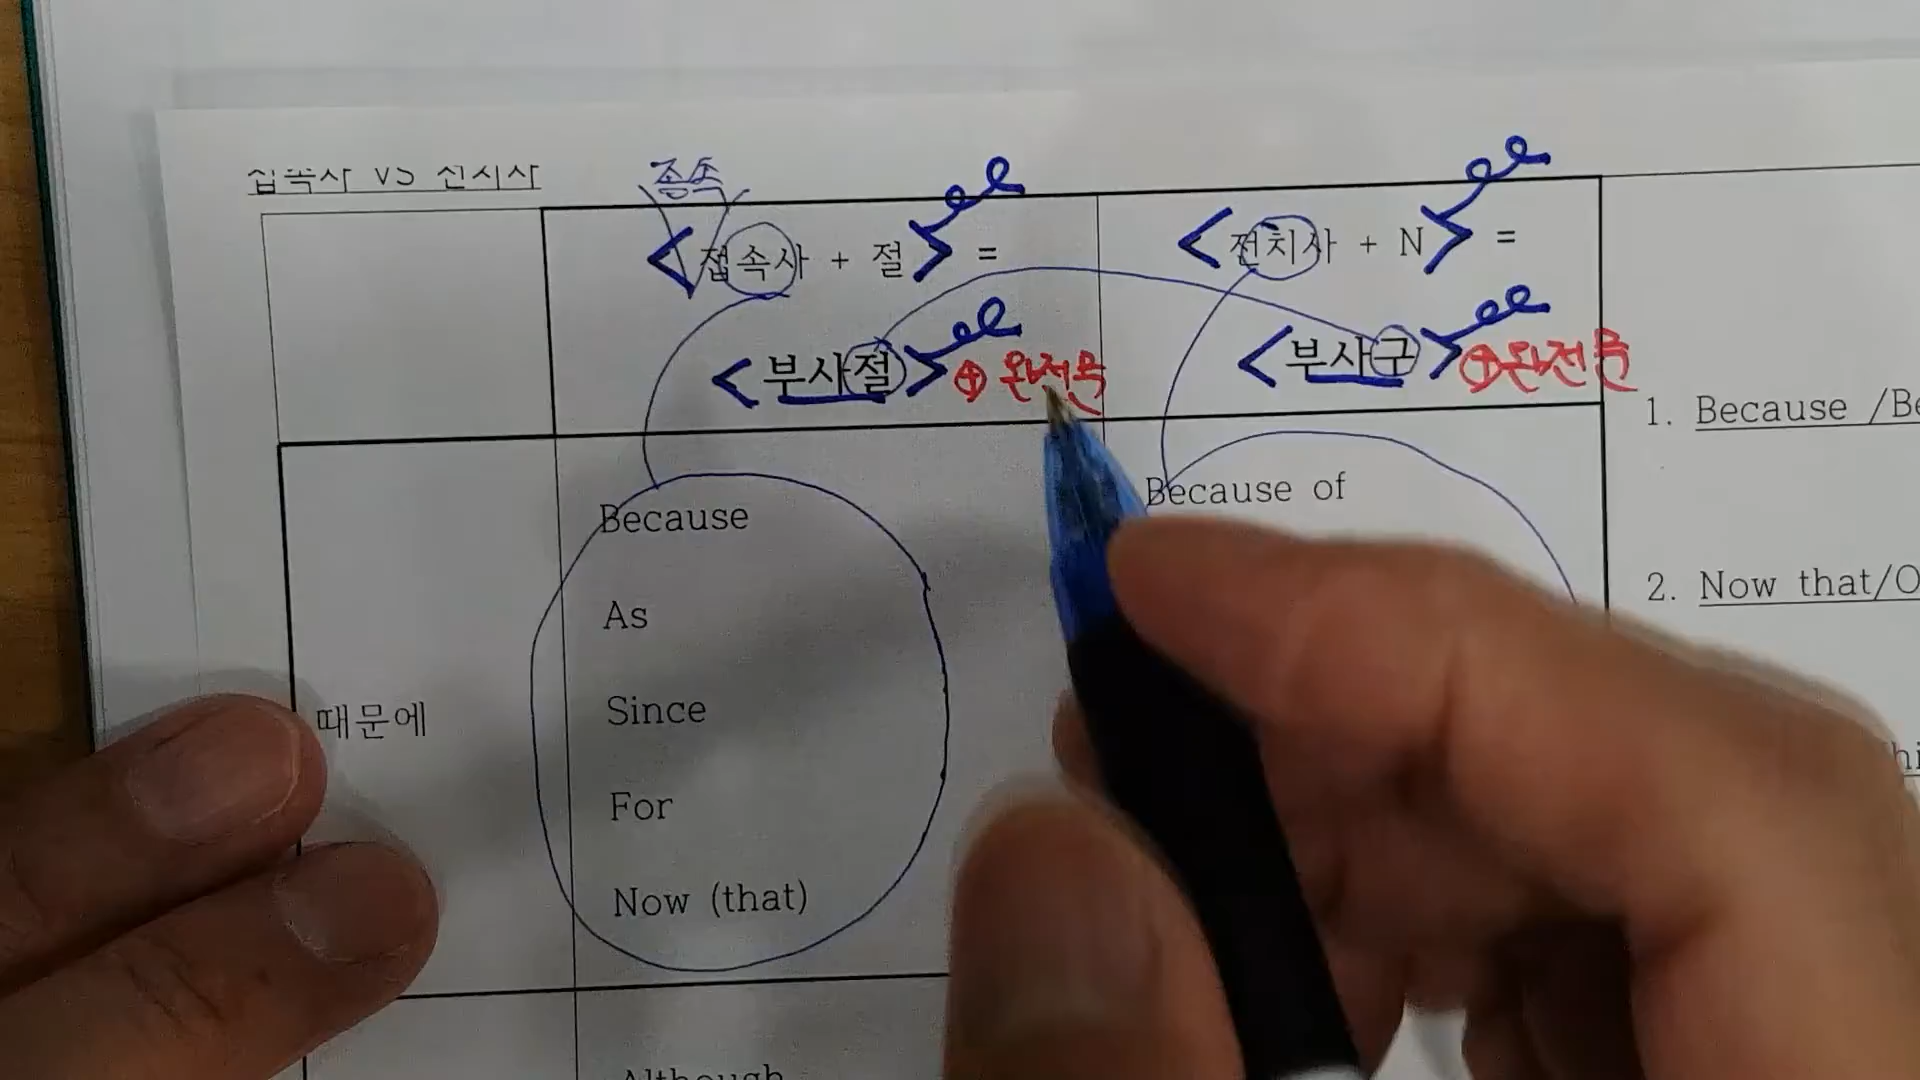 접속사 VS 전치사
종속
<접속사 + 절> =
<전치사 + N> =
<부사절> + 완전문
<부사구> + 완전문
때문에
Because
As
Since
For
Now (that)
Because of
1. Because /Be
2. Now that/O
Although